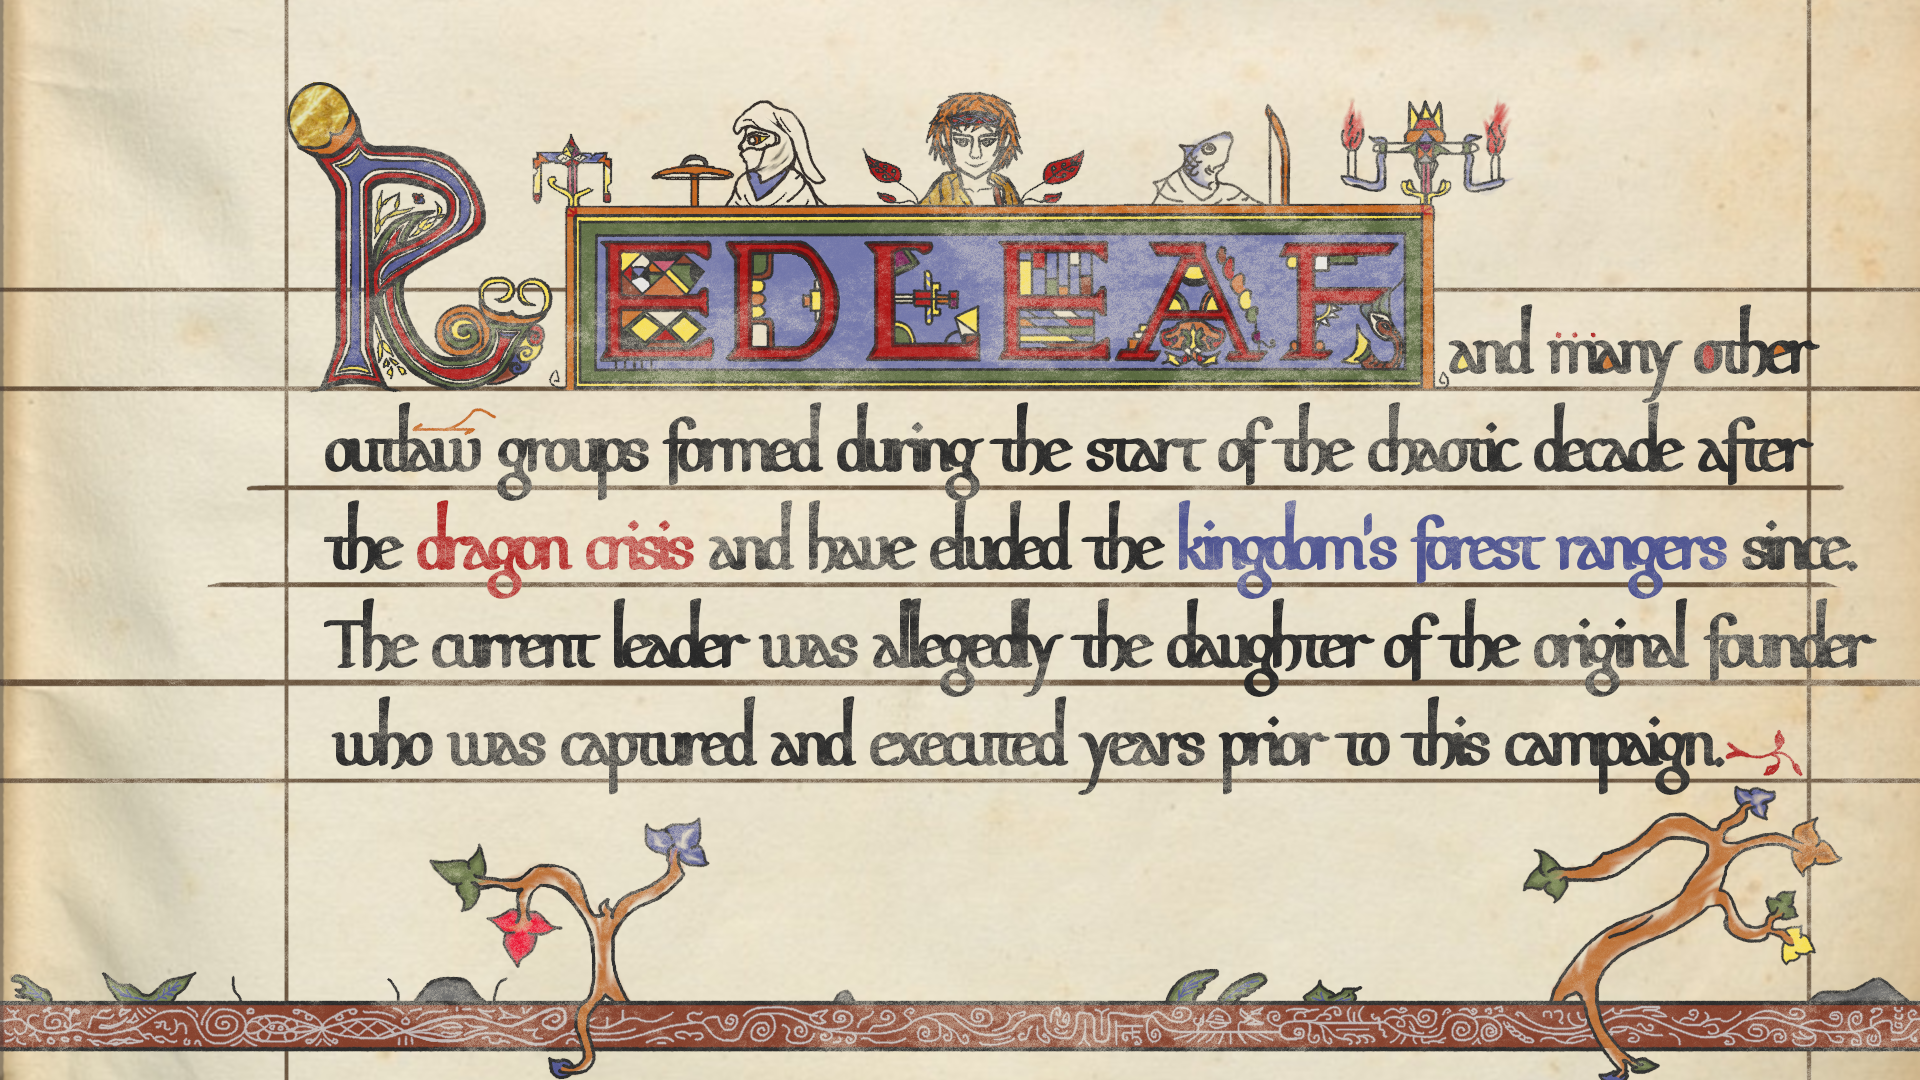 REDLEAF and many other
outlaw groups formed during the start of the chaotic decade after
the dragon crisis and have eluded the kingdom's forest rangers since.
The current leader was allegedly the daughter of the original founder
who was captured and executed years prior to this campaign.